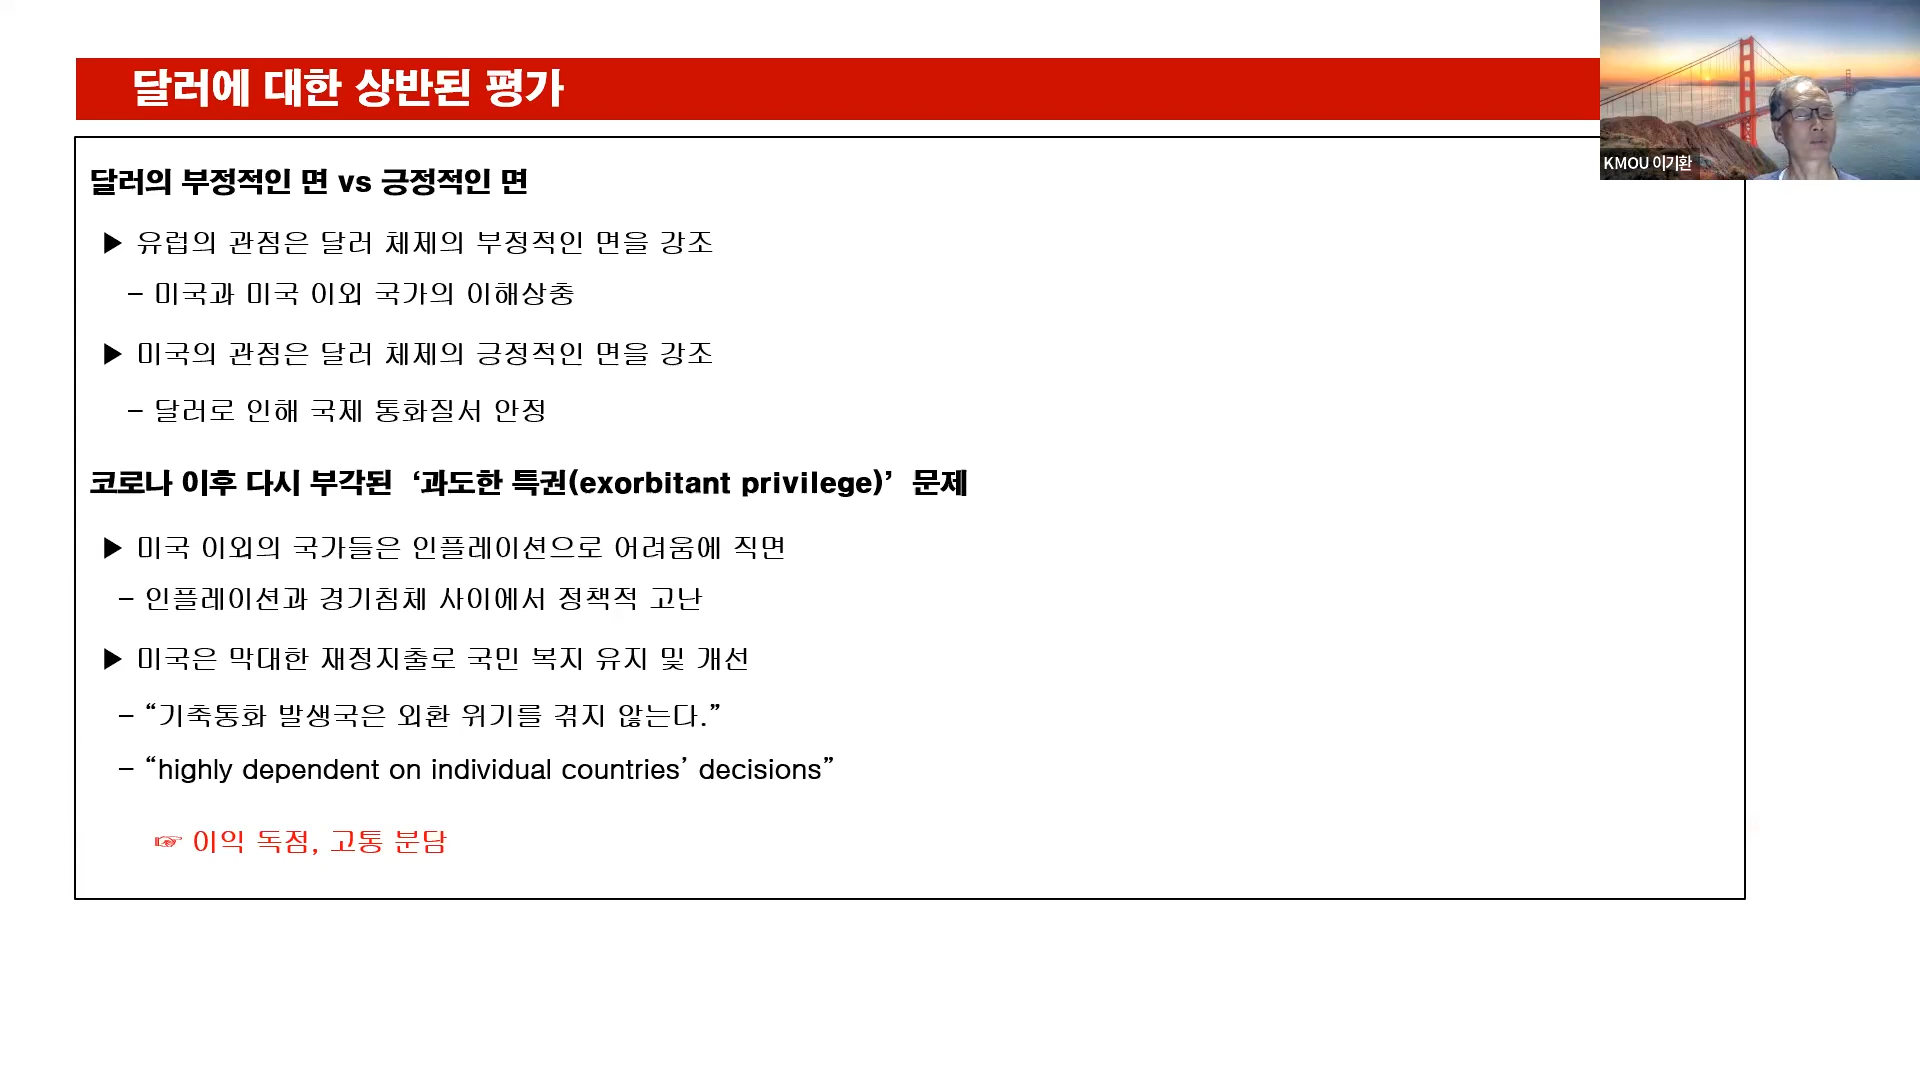 달러에 대한 상반된 평가
KMOU 이기환
달러의 부정적인 면 vs 긍정적인 면
▶ 유럽의 관점은 달러 체제의 부정적인 면을 강조
– 미국과 미국 이외 국가의 이해상충
▶ 미국의 관점은 달러 체제의 긍정적인 면을 강조
– 달러로 인해 국제 통화질서 안정
코로나 이후 다시 부각된 ‘과도한 특권(exorbitant privilege)’ 문제
▶ 미국 이외의 국가들은 인플레이션으로 어려움에 직면
– 인플레이션과 경기침체 사이에서 정책적 고난
▶ 미국은 막대한 재정지출로 국민 복지 유지 및 개선
– “기축통화 발생국은 외환 위기를 겪지 않는다.”
– “highly dependent on individual countries’ decisions”
☞ 이익 독점, 고통 분담